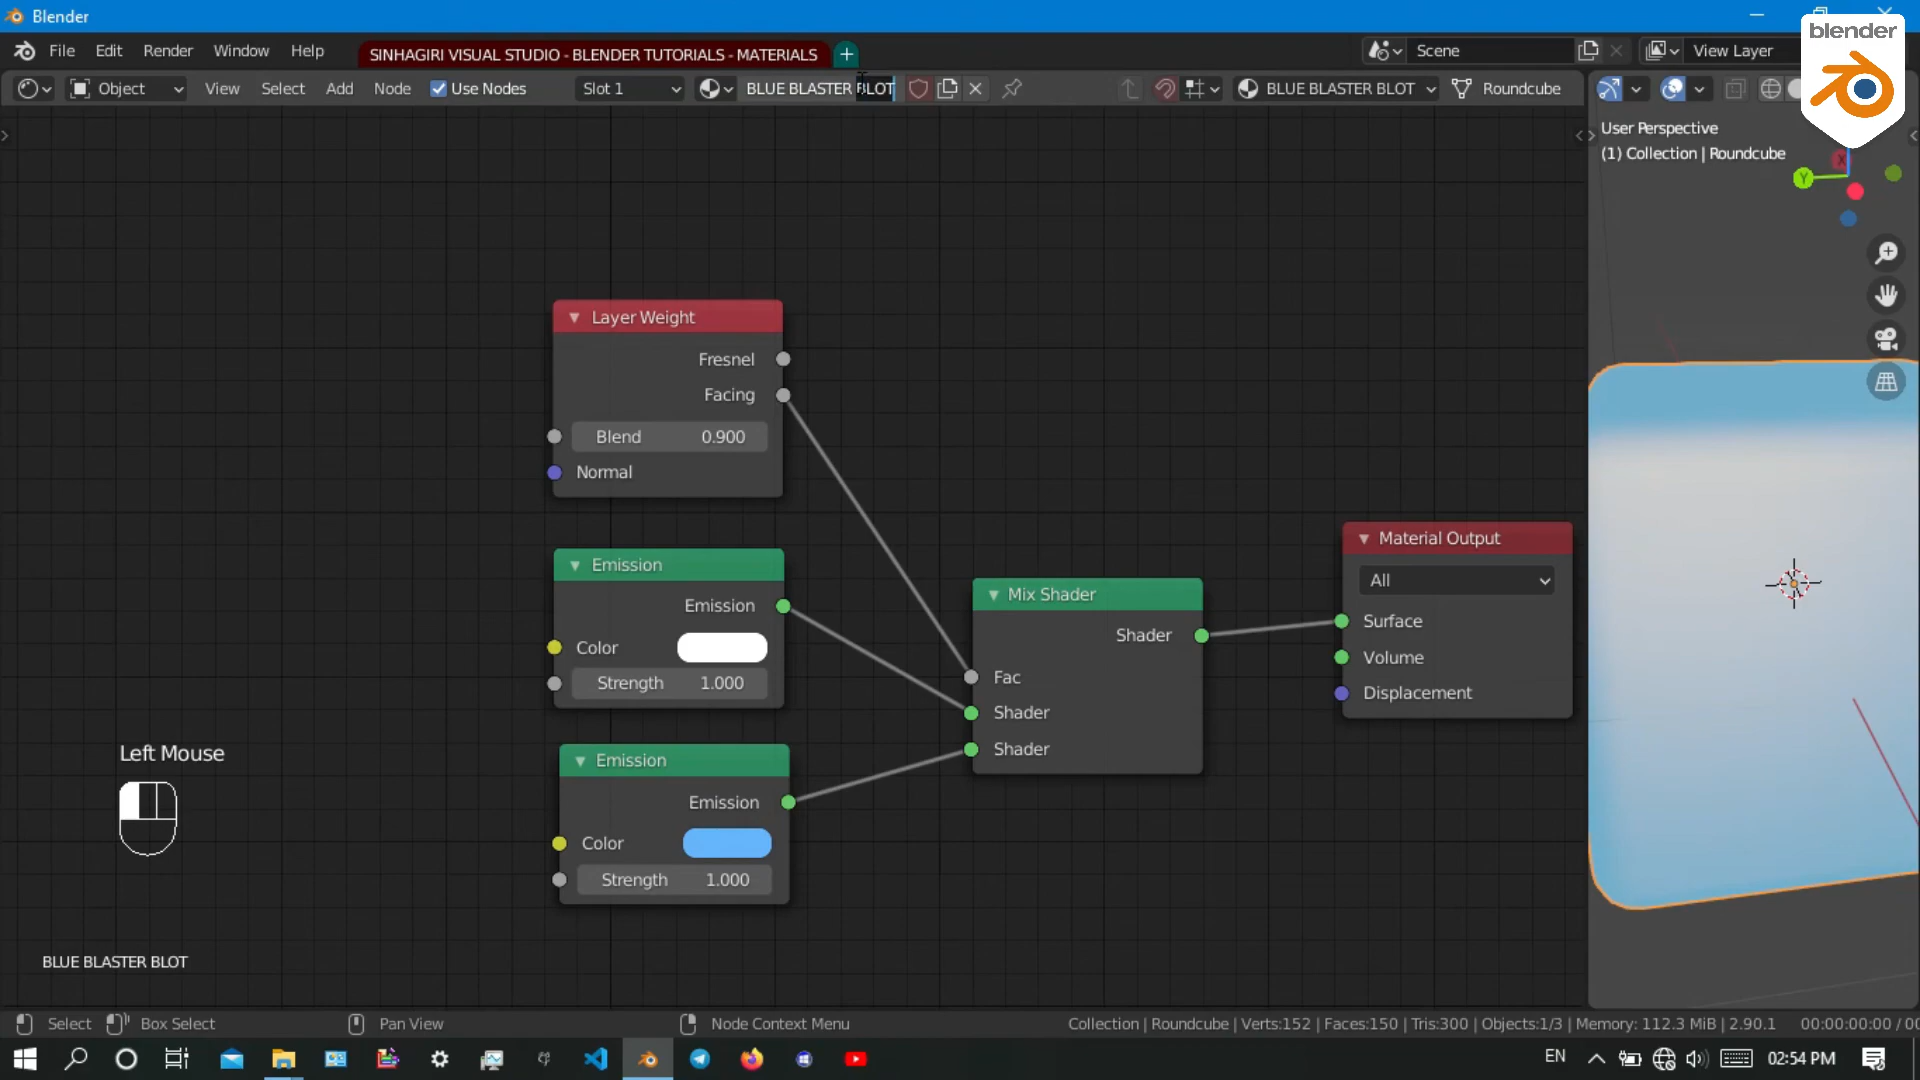 Blender
blender
File Edit Render Window Help
SINHAGIRI VISUAL STUDIO - BLENDER TUTORIALS - MATERIALS
+
Scene
View Layer
Object View Select Add Node Use Nodes Slot 1 BLUE BLASTER BLOT BLUE BLASTER BLOT Roundcube
User Perspective
(1) Collection | Roundcube
X
Y
Layer Weight
Fresnel
Facing
Blend 0.900
Normal
Emission
Emission
Color
Strength 1.000
Emission
Emission
Color
Strength 1.000
Mix Shader
Shader
Fac
Shader
Shader
Material Output
All
Surface
Volume
Displacement
Left Mouse
BLUE BLASTER BLOT
Select Box Select Pan View Node Context Menu
Collection | Roundcube | Verts:152 | Faces:150 | Tris:300 | Objects:1/3 | Memory: 112.3 MiB | 2.90.1 00:00:00:00 / 00
EN 02:54 PM